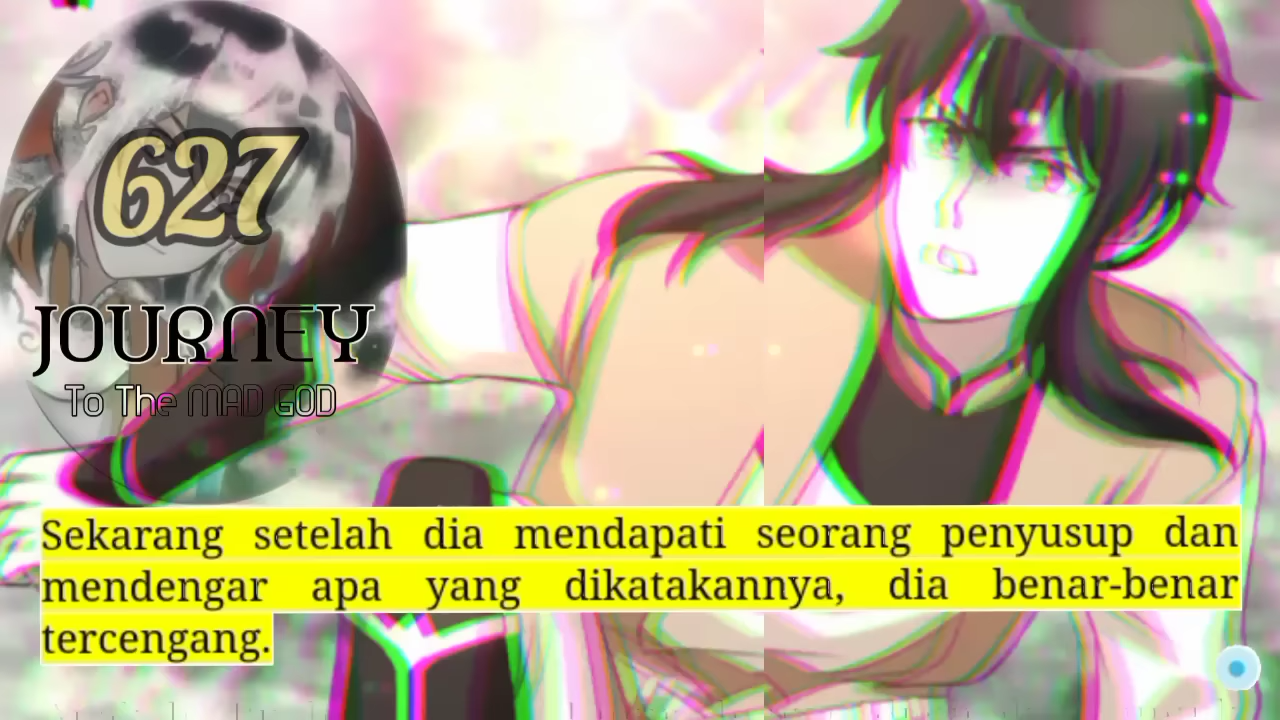 627
JOURNEY
To The MAD GOD
Sekarang setelah dia mendapati seorang penyusup dan
mendengar apa yang dikatakannya, dia benar-benar
tercengang.